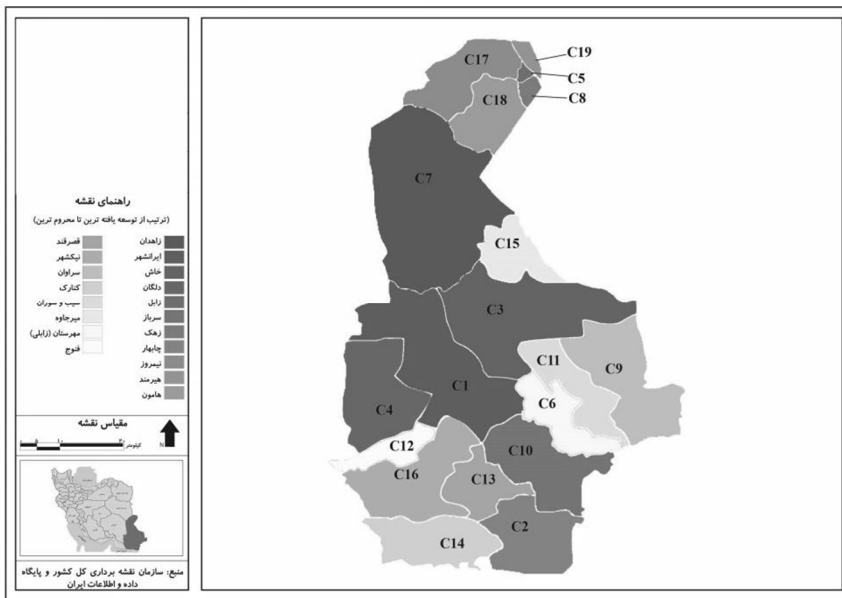 راهنمای نقشه
(ترتیب از توسعه یافته ترین تا محروم ترین)
زاهدان
ایرانشهر
خاش
دلگان
زابل
سرباز
زهک
چابهار
نیمروز
هیرمند
هامون
قصرقند
نیکشهر
سراوان
کنارک
سیب و سوران
میرجاوه
مهرستان (زابلی)
فنوج
مقیاس نقشه
کیلومتر
N
منبع: سازمان نقشه برداری کل کشور و پایگاه
داده و اطلاعات ایران
C17
C19
C5
C18
C8
C7
C15
C3
C11
C9
C1
C6
C4
C12
C10
C16
C13
C2
C14